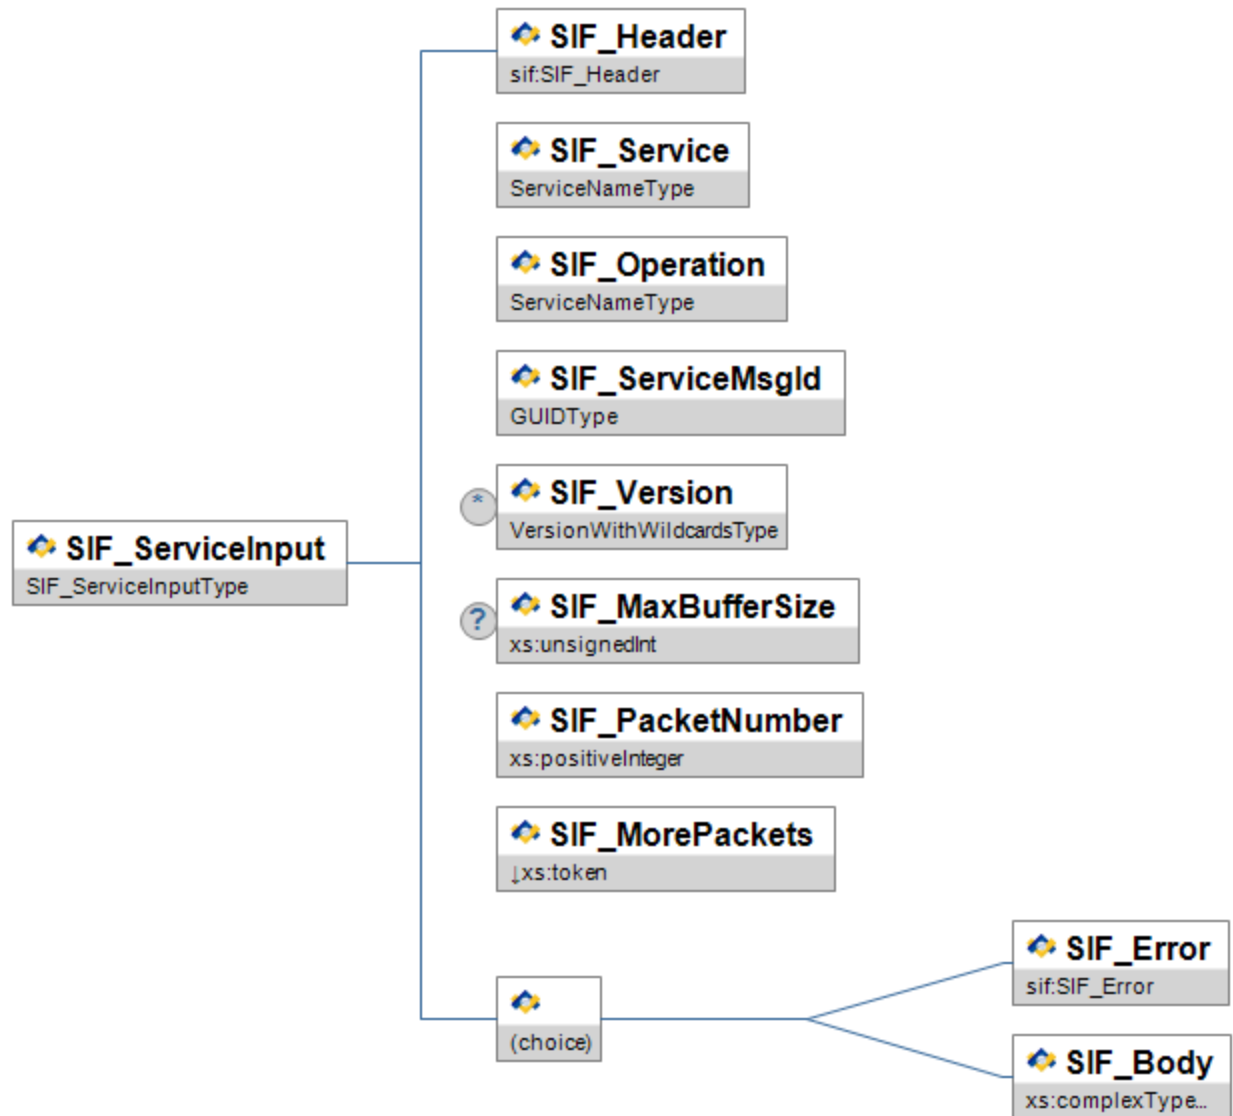 SIF_Header
sif:SIF_Header
SIF_Service
ServiceNameType
SIF_Operation
ServiceNameType
SIF_ServiceMsgId
GUIDType
*
SIF_Version
VersionWithWildcardsType
SIF_ServiceInput
SIF_ServiceInputType
?
SIF_MaxBufferSize
xs:unsignedInt
SIF_PacketNumber
xs:positiveInteger
SIF_MorePackets
↓xs:token
SIF_Error
sif:SIF_Error
(choice)
SIF_Body
xs:complexType...